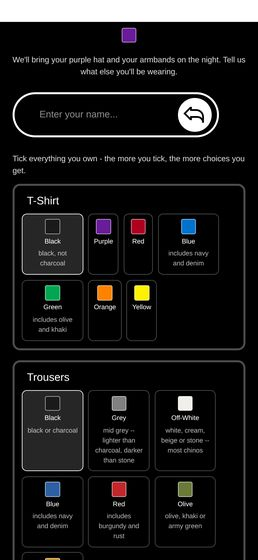 We'll bring your purple hat and your armbands on the night. Tell us
what else you'll be wearing.
Enter your name...
Tick everything you own - the more you tick, the more choices you
get.
T-Shirt
Black
black, not
charcoal
Purple
Red
Blue
includes navy
and denim
Green
includes olive
and khaki
Orange
Yellow
Trousers
Black
black or charcoal
Grey
mid grey –
lighter than
charcoal, darker
than stone
Off-White
white, cream,
beige or stone –
most chinos
Blue
includes navy
and denim
Red
includes
burgundy and
rust
Olive
olive, khaki or
army green